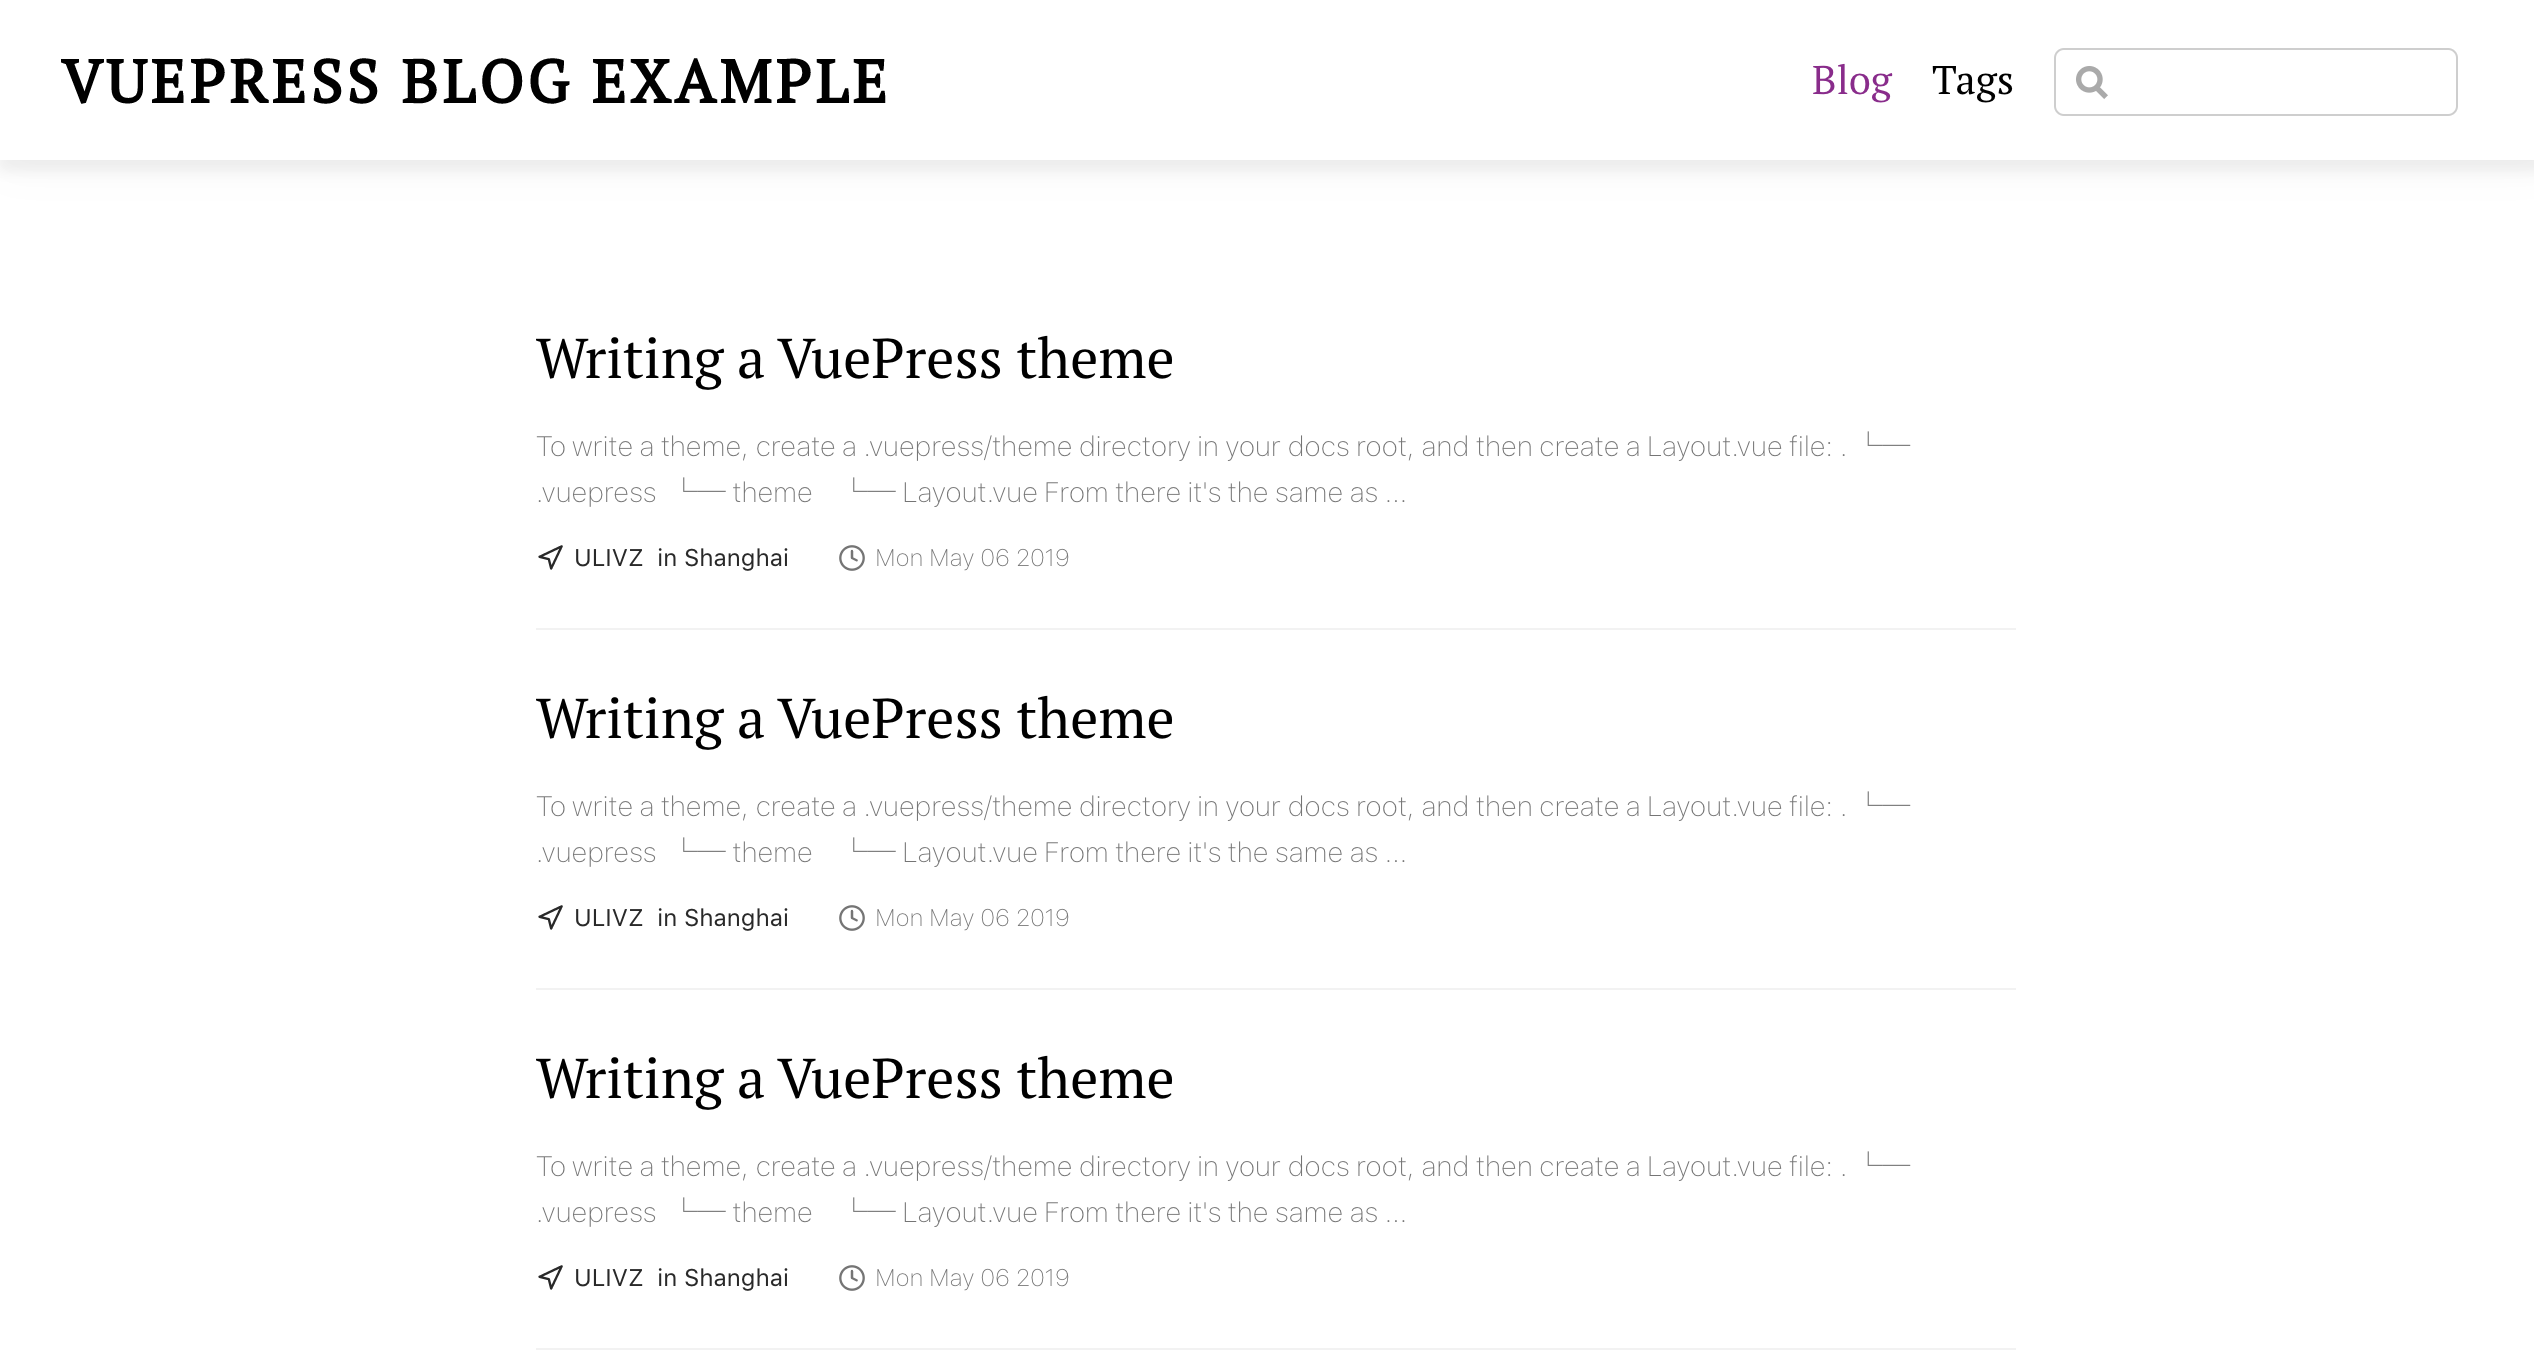 VUEPRESS BLOG EXAMPLE
Blog Tags
Writing a VuePress theme
To write a theme, create a .vuepress/theme directory in your docs root, and then create a Layout.vue file: . └──
.vuepress └── theme └── Layout.vue From there it's the same as ...
ULIVZ in Shanghai Mon May 06 2019
Writing a VuePress theme
To write a theme, create a .vuepress/theme directory in your docs root, and then create a Layout.vue file: . └──
.vuepress └── theme └── Layout.vue From there it's the same as ...
ULIVZ in Shanghai Mon May 06 2019
Writing a VuePress theme
To write a theme, create a .vuepress/theme directory in your docs root, and then create a Layout.vue file: . └──
.vuepress └── theme └── Layout.vue From there it's the same as ...
ULIVZ in Shanghai Mon May 06 2019